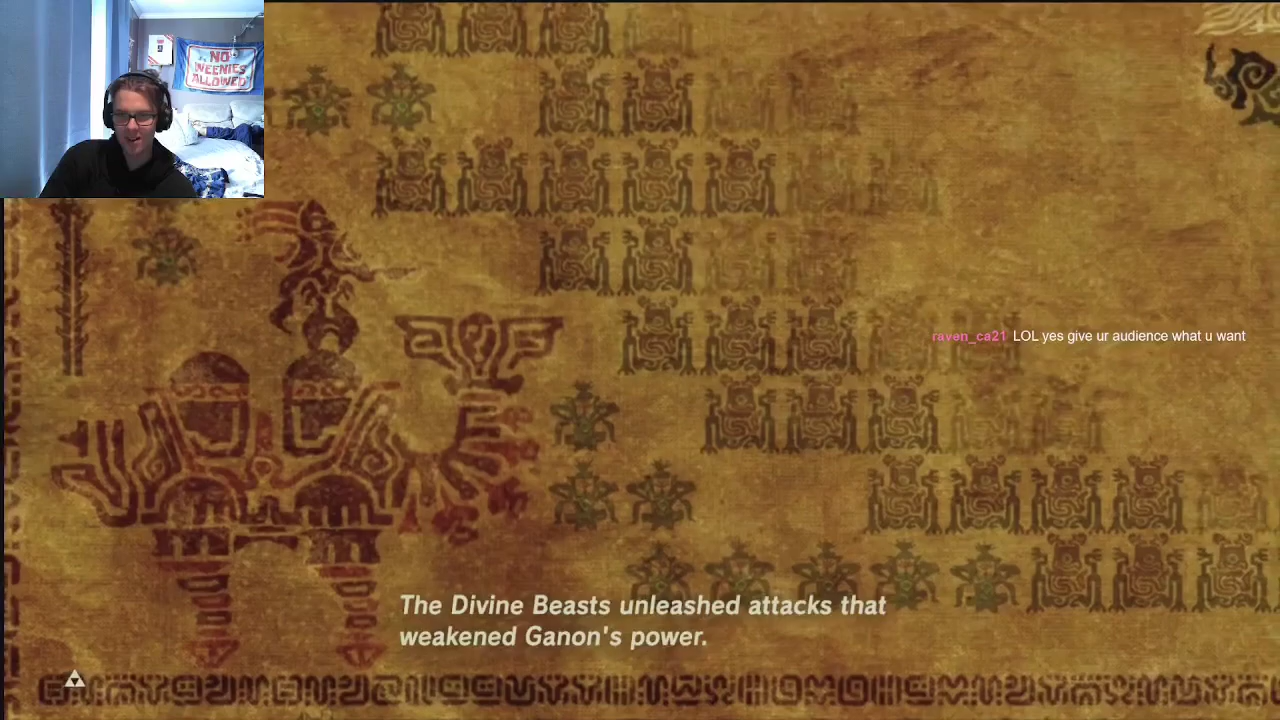 NO
WEENIES
ALLOWED
raven_ca21 LOL yes give ur audience what u want
The Divine Beasts unleashed attacks that
weakened Ganon's power.